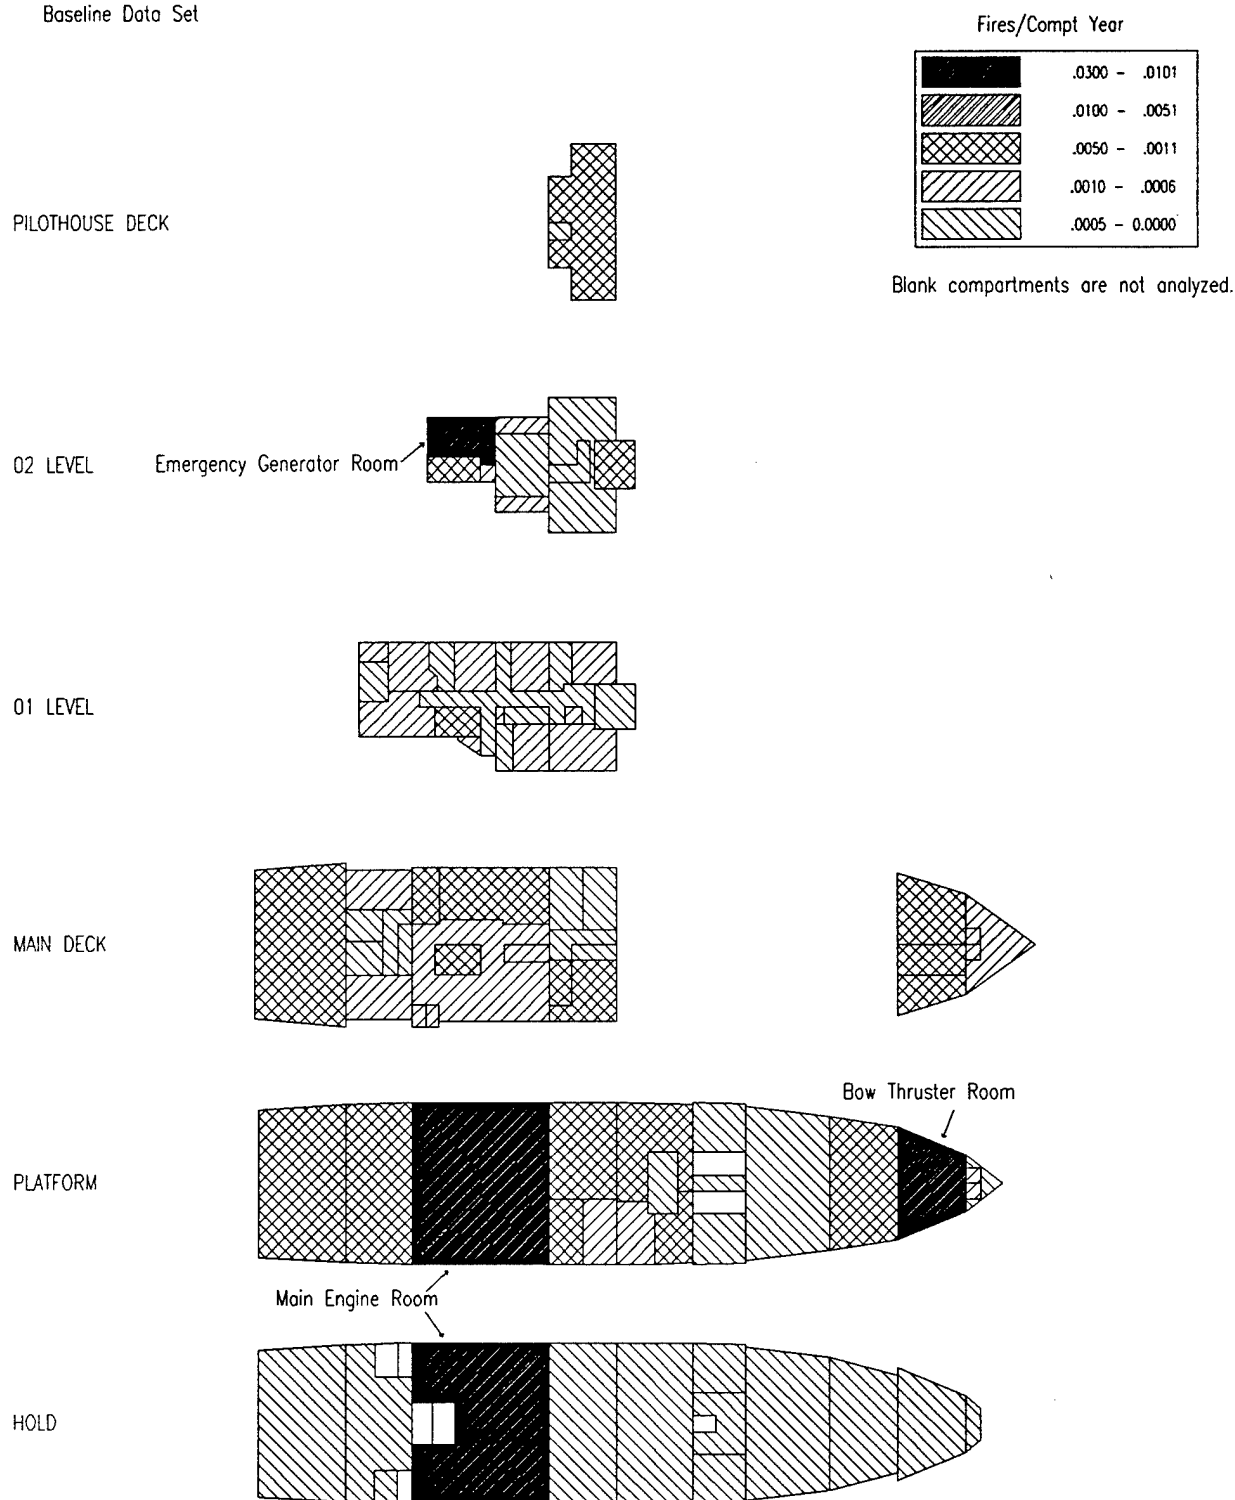 Baseline Data Set
Fires/Compt Year
.0300 - .0101
.0100 - .0051
.0050 - .0011
.0010 - .0006
.0005 - 0.0000
Blank compartments are not analyzed.
PILOTHOUSE DECK
02 LEVEL
Emergency Generator Room
01 LEVEL
MAIN DECK
Bow Thruster Room
PLATFORM
Main Engine Room
HOLD